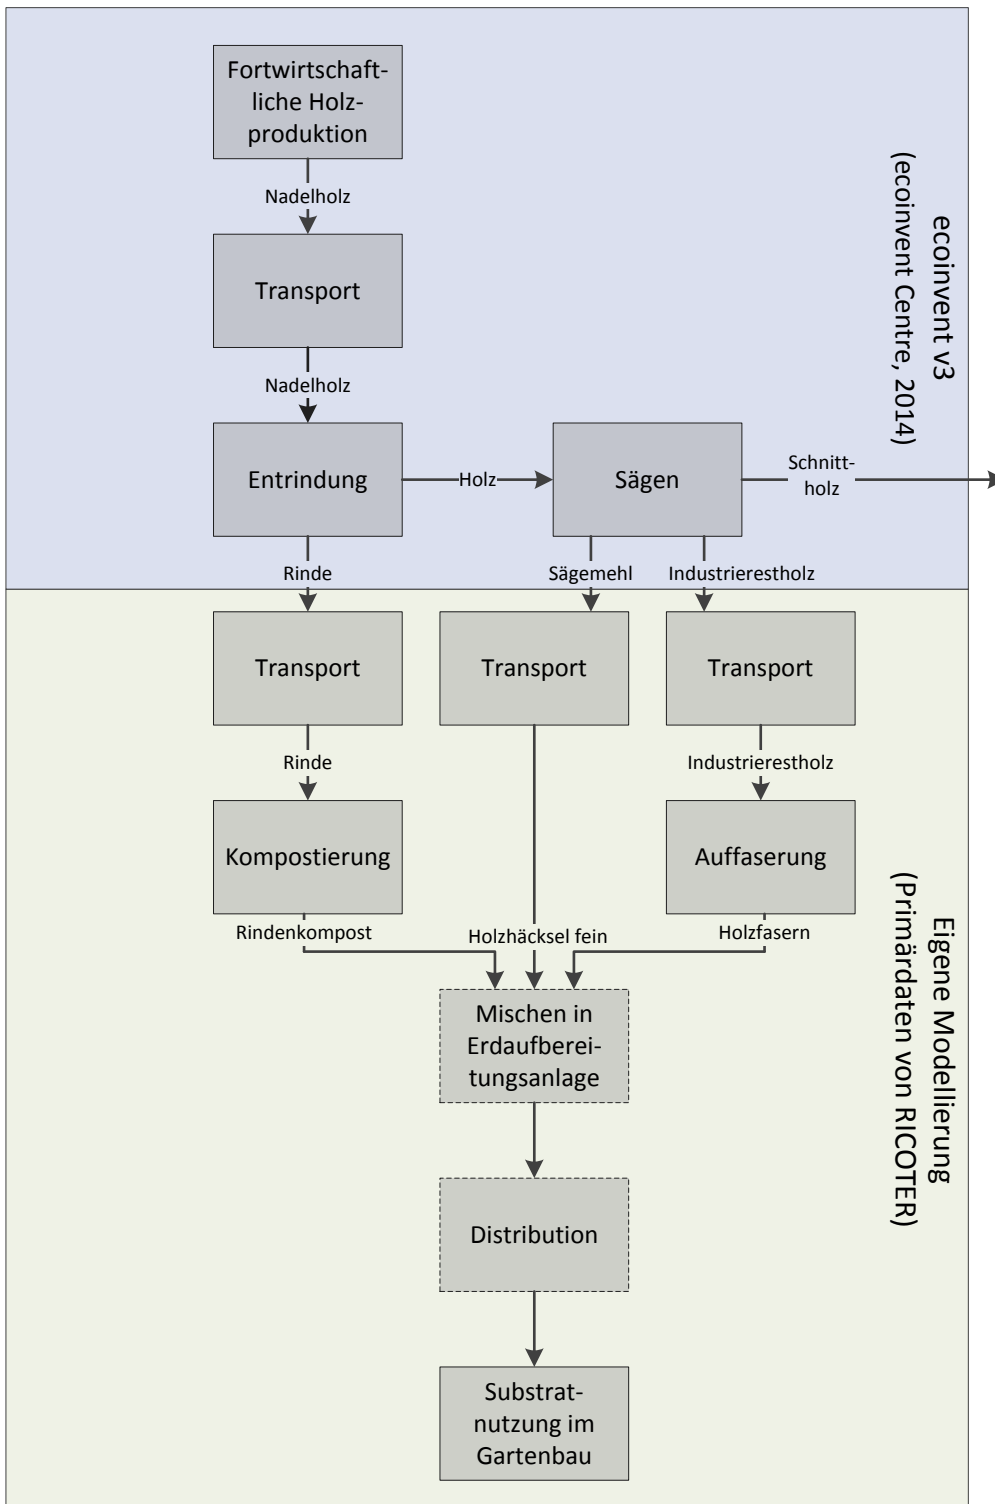 Fortwirtschaft-
liche Holz-
produktion
Nadelholz
Transport
Nadelholz
Entrindung
Holz
Sägen
Schnitt-
holz
ecoinvent v3
(ecoinvent Centre, 2014)
Rinde
Sägemehl
Industrierestholz
Transport
Transport
Transport
Rinde
Industrierestholz
Kompostierung
Auffaserung
Rindenkompost
Holzhäcksel fein
Holzfasern
Mischen in
Erdaufberei-
tungsanlage
Distribution
Substrat-
nutzung im
Gartenbau
Eigene Modellierung
(Primärdaten von RICOTER)